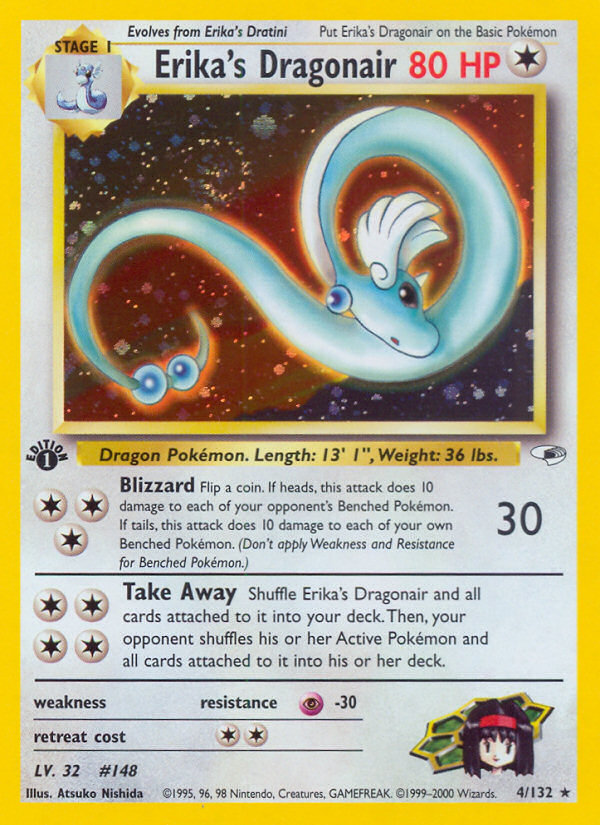 Evolves from Erika's Dratini Put Erika's Dragonair on the Basic Pokémon
STAGE 1
Erika's Dragonair 80 HP
EDITION
1
Dragon Pokémon. Length: 13' 1", Weight: 36 lbs.
Blizzard Flip a coin. If heads, this attack does 10
damage to each of your opponent's Benched Pokémon.
If tails, this attack does 10 damage to each of your own
Benched Pokémon. (Don't apply Weakness and Resistance
for Benched Pokémon.)
30
Take Away Shuffle Erika's Dragonair and all
cards attached to it into your deck. Then, your
opponent shuffles his or her Active Pokémon and
all cards attached to it into his or her deck.
weakness resistance -30
retreat cost
LV. 32 #148
Illus. Atsuko Nishida ©1995, 96, 98 Nintendo, Creatures, GAMEFREAK. ©1999-2000 Wizards. 4/132 ★